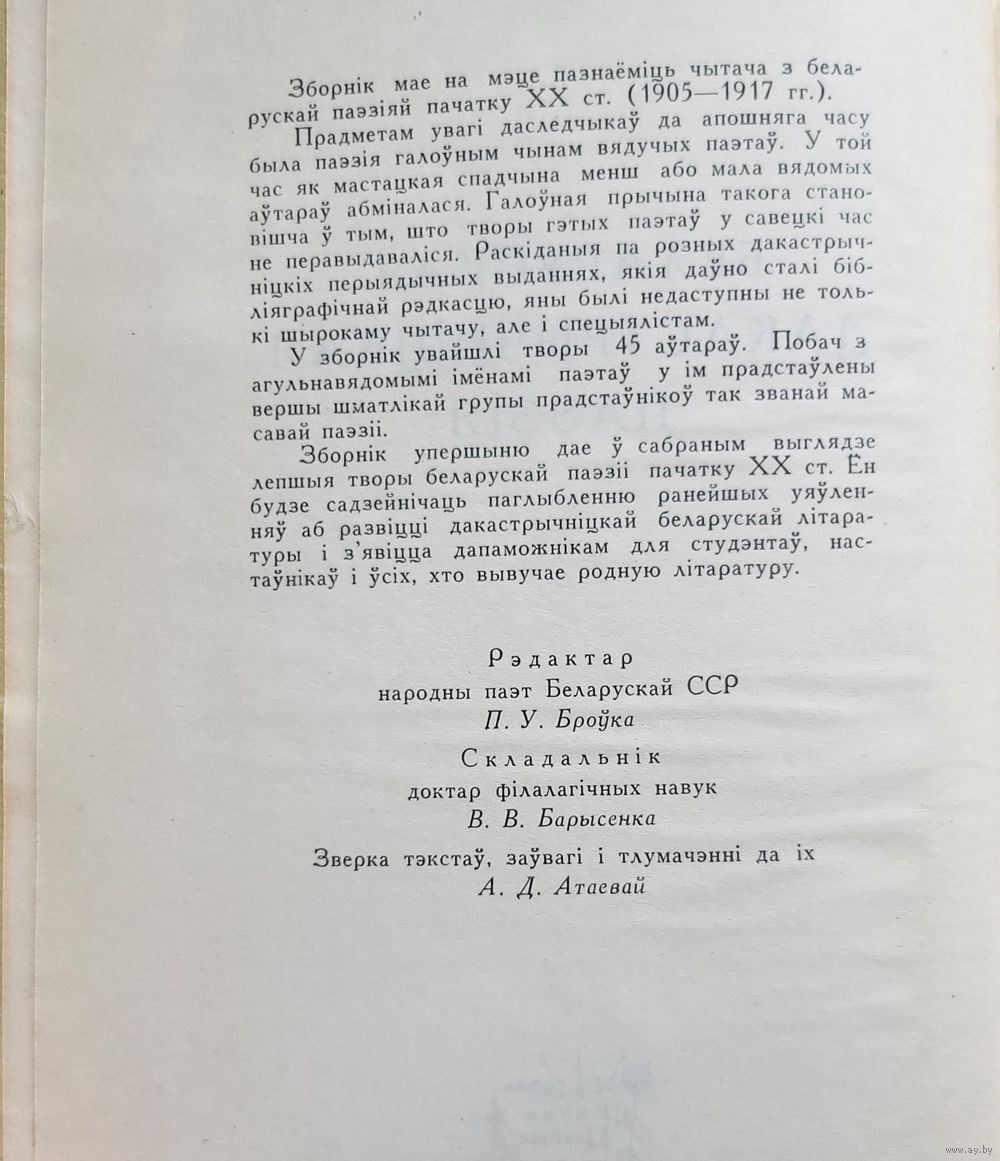 Зборнік мае на мэце пазнаёміць чытача з бела-
рускай паэзіяй пачатку XX ст. (1905—1917 гг.).
Прадметам увагі даследчыкаў да апошняга часу
была паэзія галоўным чынам вядучых паэтаў. У той
час як мастацкая спадчына менш або мала вядомых
аўтараў абміналася. Галоўная прычына такога стано-
вішча ў тым, што творы гэтых паэтаў у савецкі час
не перавыдаваліся. Раскіданыя па розных дакастрыч-
ніцкіх перыядычных выданнях, якія даўно сталі біб-
ліяграфічнай рэдкасцю, яны былі недаступны не толь-
кі шырокаму чытачу, але і спецыялістам.
У зборнік увайшлі творы 45 аўтараў. Побач з
агульнавядомымі іменамі паэтаў у ім прадстаўлены
вершы шматлікай групы прадстаўнікоў так званай ма-
савай паэзіі.
Зборнік упершыню дае ў сабраным выглядзе
лепшыя творы беларускай паэзіі пачатку XX ст. Ён
будзе садзейнічаць паглыбленню ранейшых уяўлен-
няў аб развіцці дакастрычніцкай беларускай літара-
туры і з'явіцца дапаможнікам для студэнтаў, нас-
таўнікаў і ўсіх, хто вывучае родную літаратуру.
Рэдактар
народны паэт Беларускай ССР
П. У. Броўка
Складальнік
доктар філалагічных навук
В. В. Барысенка
Зверка тэкстаў, заўвагі і тлумачэнні да іх
А. Д. Атаевай
www.ay.by